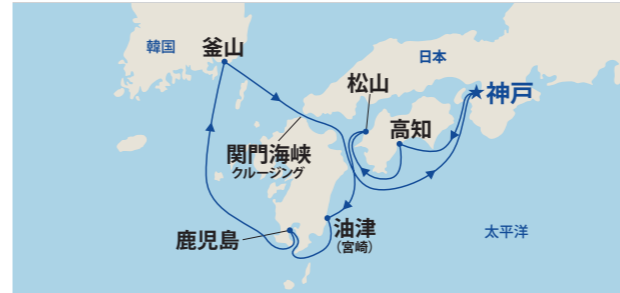 韓国
釜山
日本
松山
★神戸
高知
関門海峡
クルージング
鹿児島
油津
(宮崎)
太平洋